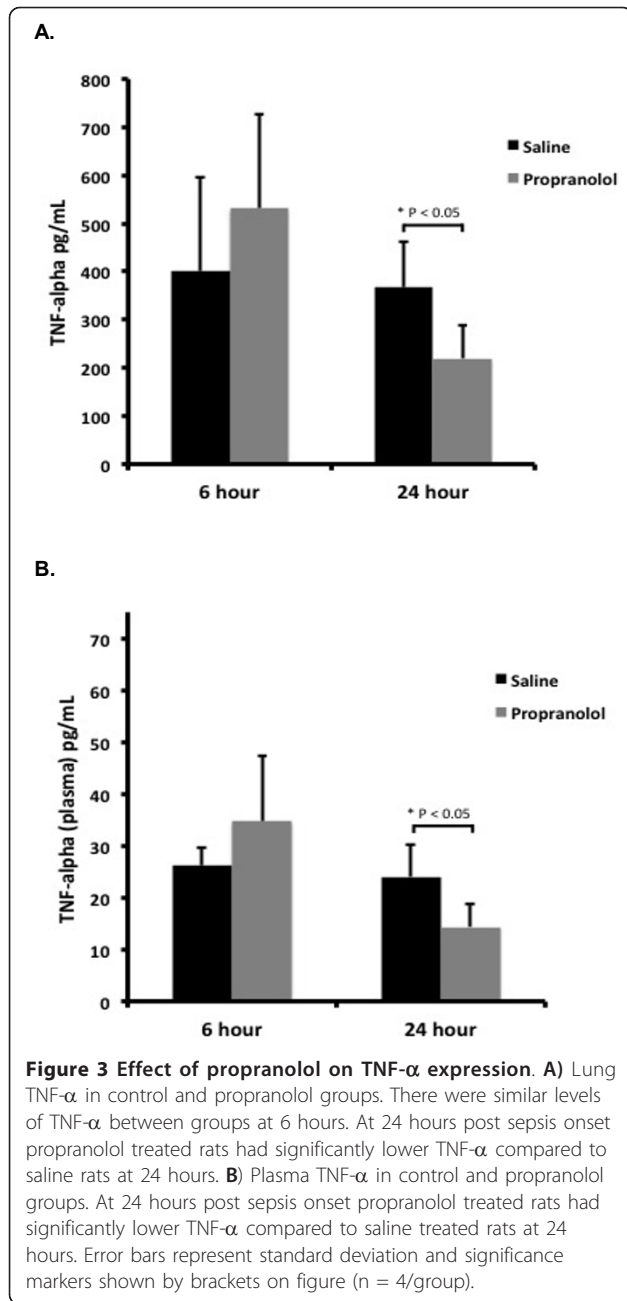 A.
800
700
600
500
400
300
200
100
0
TNF-alpha pg/mL
Saline
Propranolol
* P < 0.05
6 hour
24 hour
B.
70
60
50
40
30
20
10
0
TNF-alpha (plasma) pg/mL
Saline
Propranolol
* P < 0.05
6 hour
24 hour
Figure 3 Effect of propranolol on TNF-α expression. A) Lung
TNF-α in control and propranolol groups. There were similar levels
of TNF-α between groups at 6 hours. At 24 hours post sepsis onset
propranolol treated rats had significantly lower TNF-α compared to
saline rats at 24 hours. B) Plasma TNF-α in control and propranolol
groups. At 24 hours post sepsis onset propranolol treated rats had
significantly lower TNF-α compared to saline treated rats at 24
hours. Error bars represent standard deviation and significance
markers shown by brackets on figure (n = 4/group).